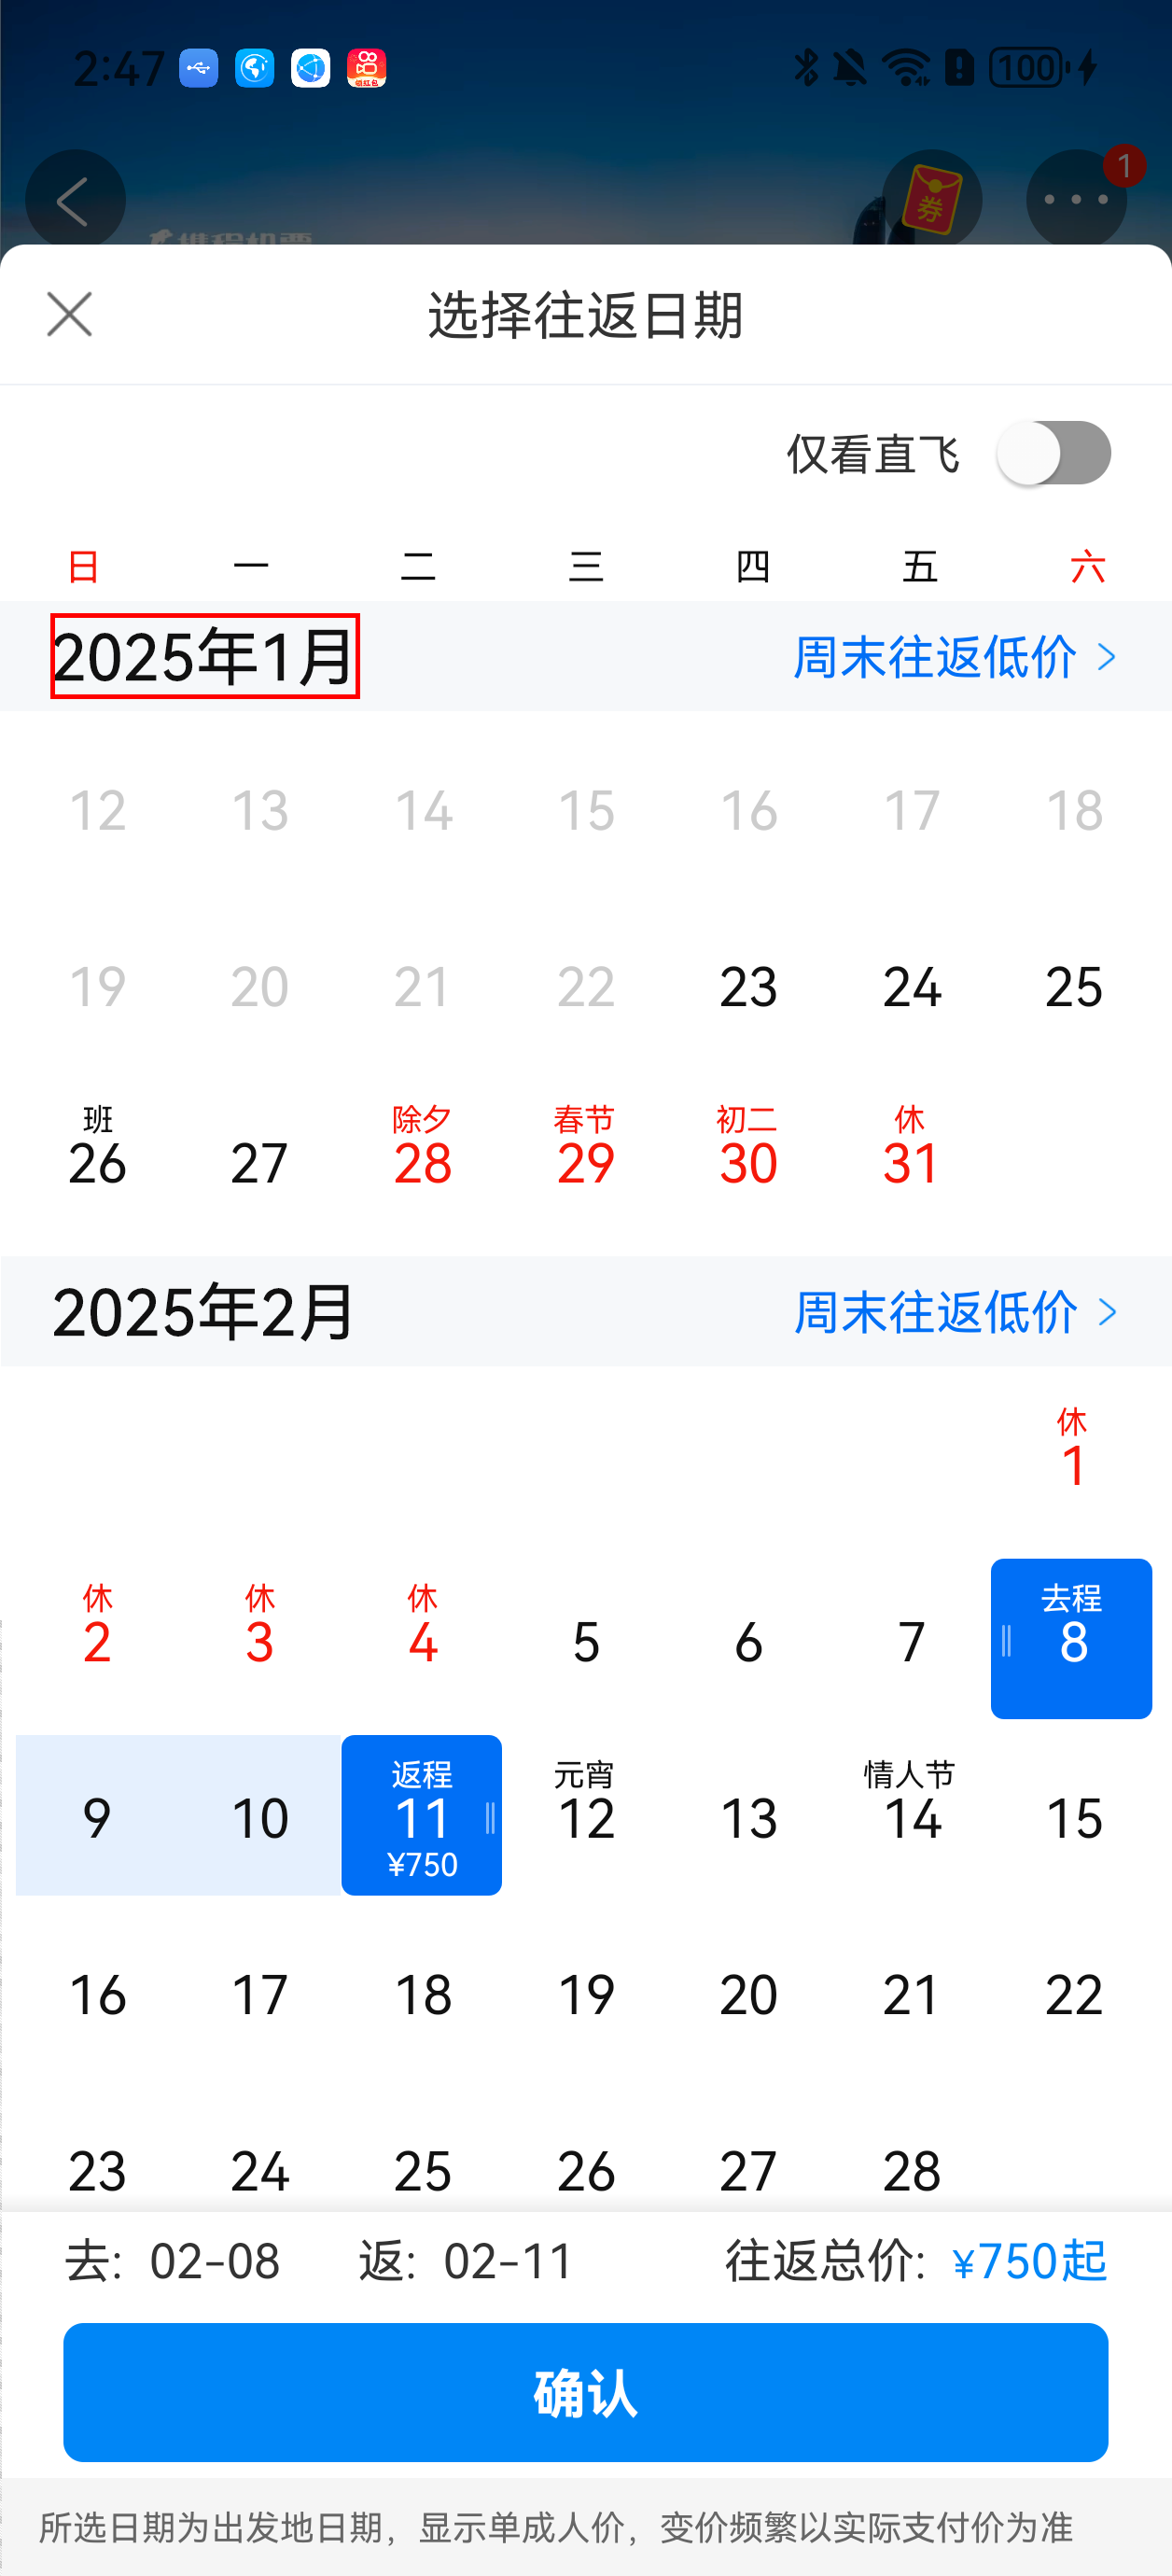 2:47 100
券 1
选择往返日期
仅看直飞
日 一 二 三 四 五 六
2025年1月 周末往返低价
12 13 14 15 16 17 18
19 20 21 22 23 24 25
班 除夕 春节 初二 休
26 27 28 29 30 31
2025年2月 周末往返低价
休
1
休 休 休 去程
2 3 4 5 6 7 8
返程 元宵 情人节
9 10 11 12 13 14 15
¥750
16 17 18 19 20 21 22
23 24 25 26 27 28
去: 02-08 返: 02-11 往返总价: ¥750起
确认
所选日期为出发地日期，显示单成人价，变价频繁以实际支付价为准